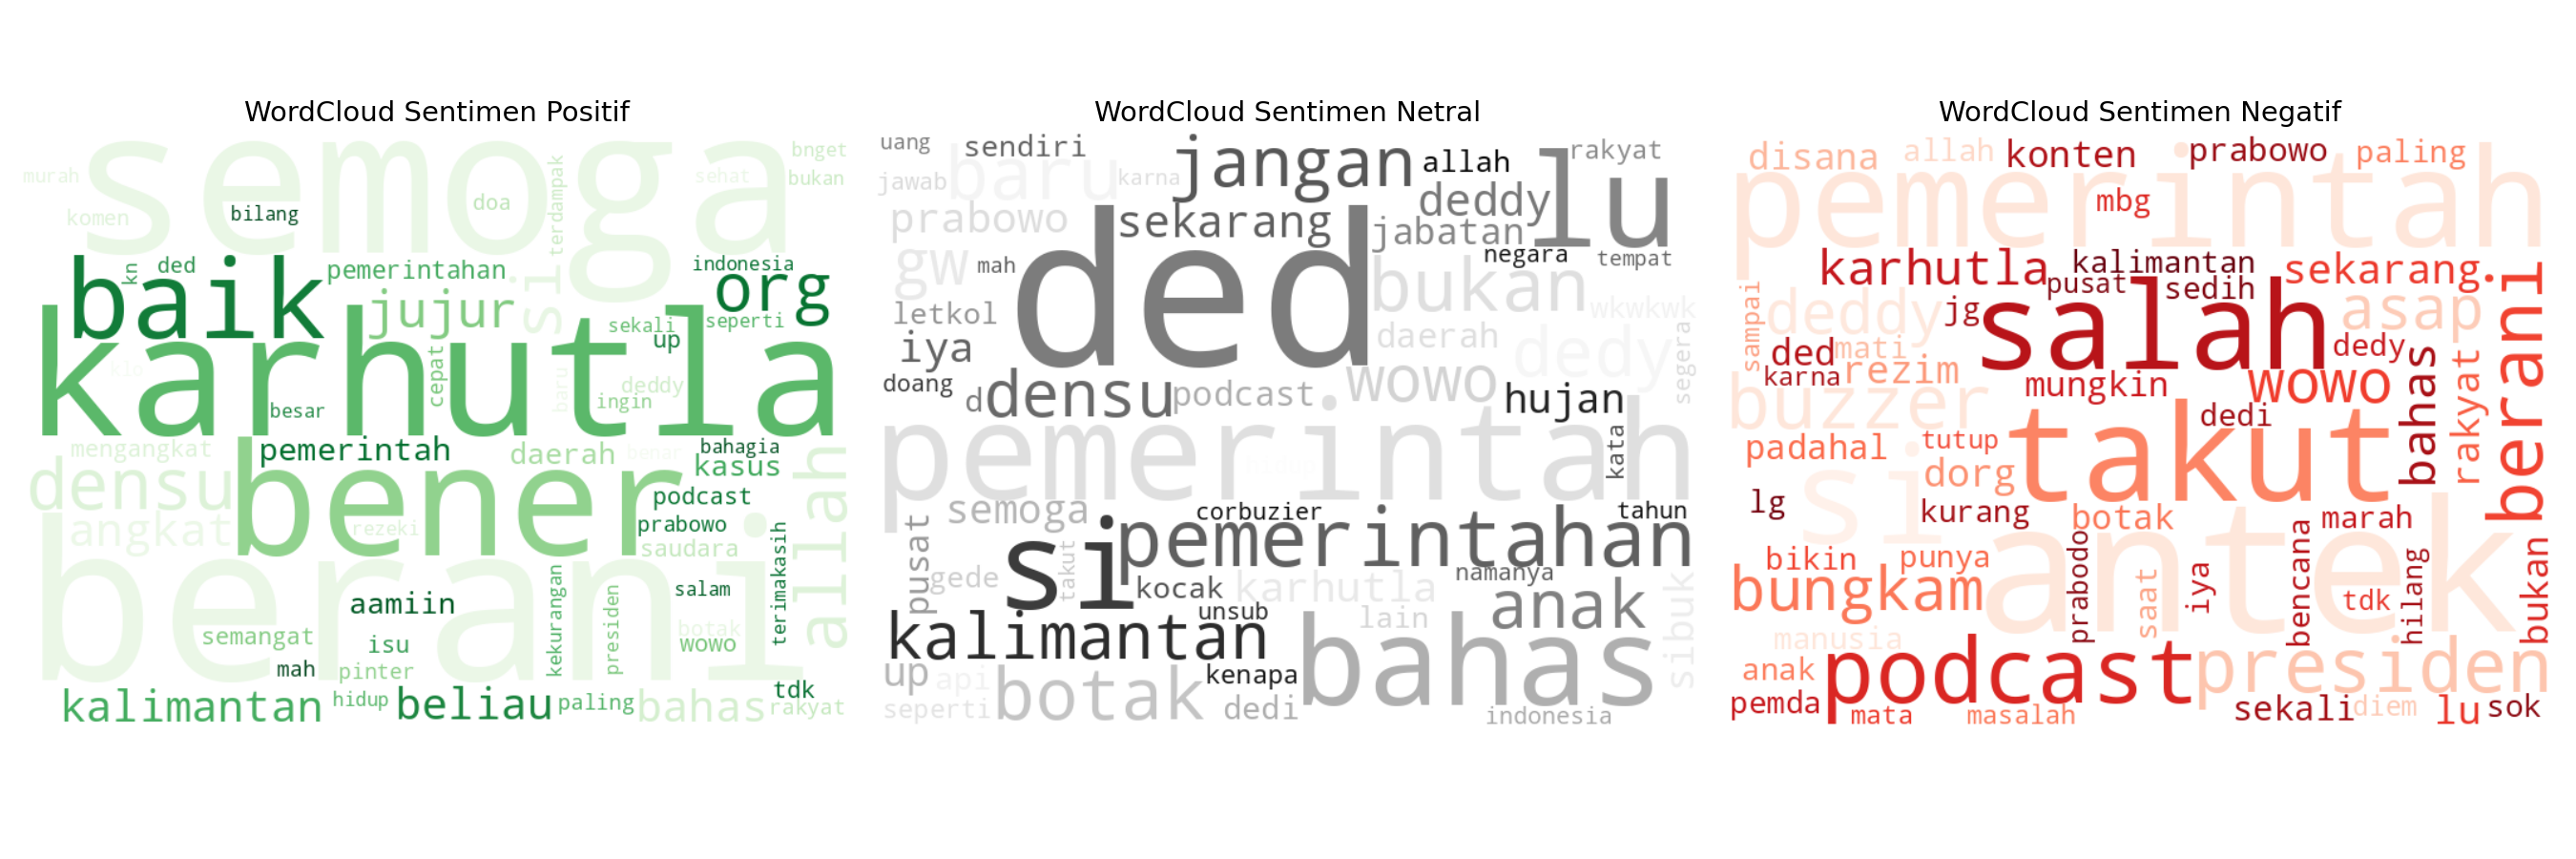 WordCloud Sentimen Positif
semoga
bnget
murah
sehat
bukan
terdampak
doa
komen
bilang
baik
kn
ded
pemerintahan
si
indonesia
org
jujur
karhutla
sekali
seperti
up
cepat
klo
baru
deddy
ingin
besar
mengangkat
pemerintah
bener
daerah
benar
bahagia
kasus
densu
podcast
allah
angkat
rezeki
prabowo
saudara
berani
terimakasih
aamiin
kekurangan
presiden
salam
semangat
isu
botak
wowo
mah
pinter
kalimantan
hidup
beliau
paling
bahas
tdk
rakyat
WordCloud Sentimen Netral
uang
sendiri
jangan
allah
lu
rakyat
jawab
baru
karna
deddy
prabowo
sekarang
jabatan
ded
gw
mah
negara
tempat
bukan
letkol
wkwkwk
iya
daerah
dedy
segera
doang
d
densu
podcast
wowo
hujan
pemerintah
hidup
kata
semoga
corbuzier
tahun
pusat
si
pemerintahan
takut
gede
kocak
karhutla
namanya
anak
sibuk
kalimantan
unsub
lain
bahas
up
api
botak
kenapa
seperti
dedi
indonesia
WordCloud Sentimen Negatif
disana
allah
konten
prabowo
paling
pemerintah
mbg
karhutla
kalimantan
sekarang
berani
pusat
sedih
sampai
deddy
jg
salah
asap
ded
mati
dedy
karna
rezim
mungkin
wowo
bahas
rakyat
buzzer
takut
dedi
padahal
tutup
si
dorg
lg
kurang
botak
antek
marah
bikin
punya
prabodo
bencana
bukan
bungkam
saat
iya
tdk
hilang
manusia
anak
podcast
presiden
pemda
mata
masalah
sekali
diem
lu
sok